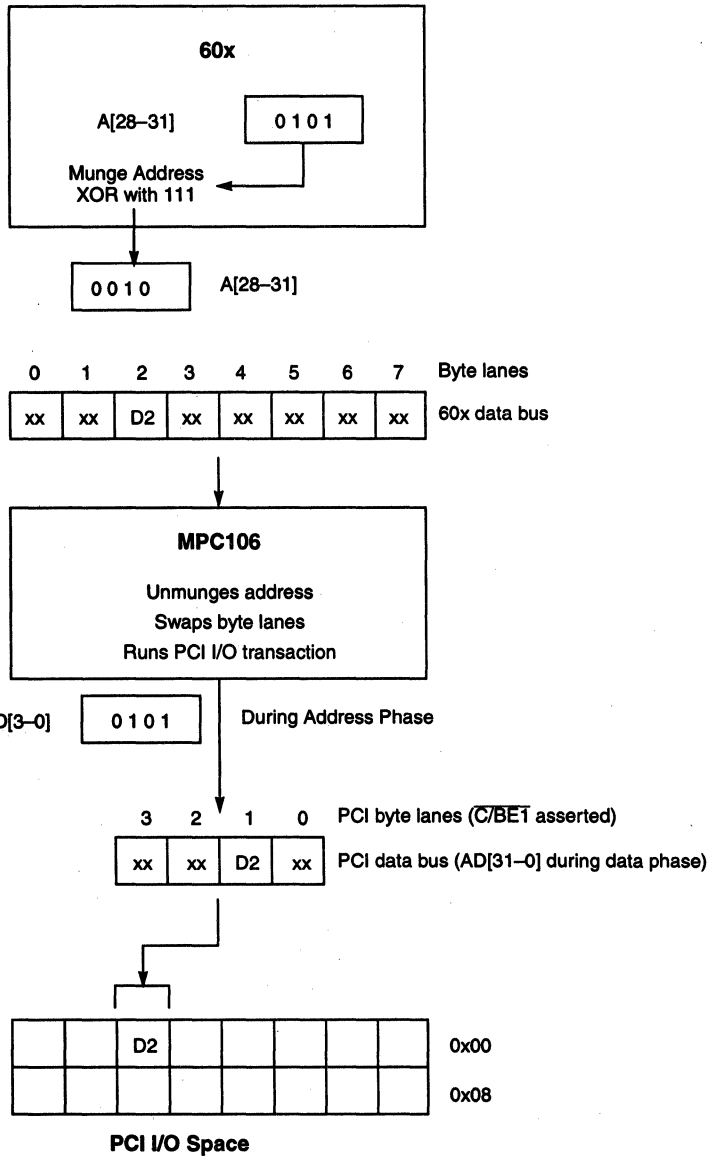 60x
A[28–31] 0 1 0 1
Munge Address
XOR with 111
0 0 1 0 A[28–31]
0 1 2 3 4 5 6 7 Byte lanes
xx xx D2 xx xx xx xx xx 60x data bus
MPC106
Unmunges address
Swaps byte lanes
Runs PCI I/O transaction
D[3–0] 0 1 0 1 During Address Phase
3 2 1 0 PCI byte lanes (C/BE1 asserted)
xx xx D2 xx PCI data bus (AD[31–0] during data phase)
D2 0x00
0x08
PCI I/O Space